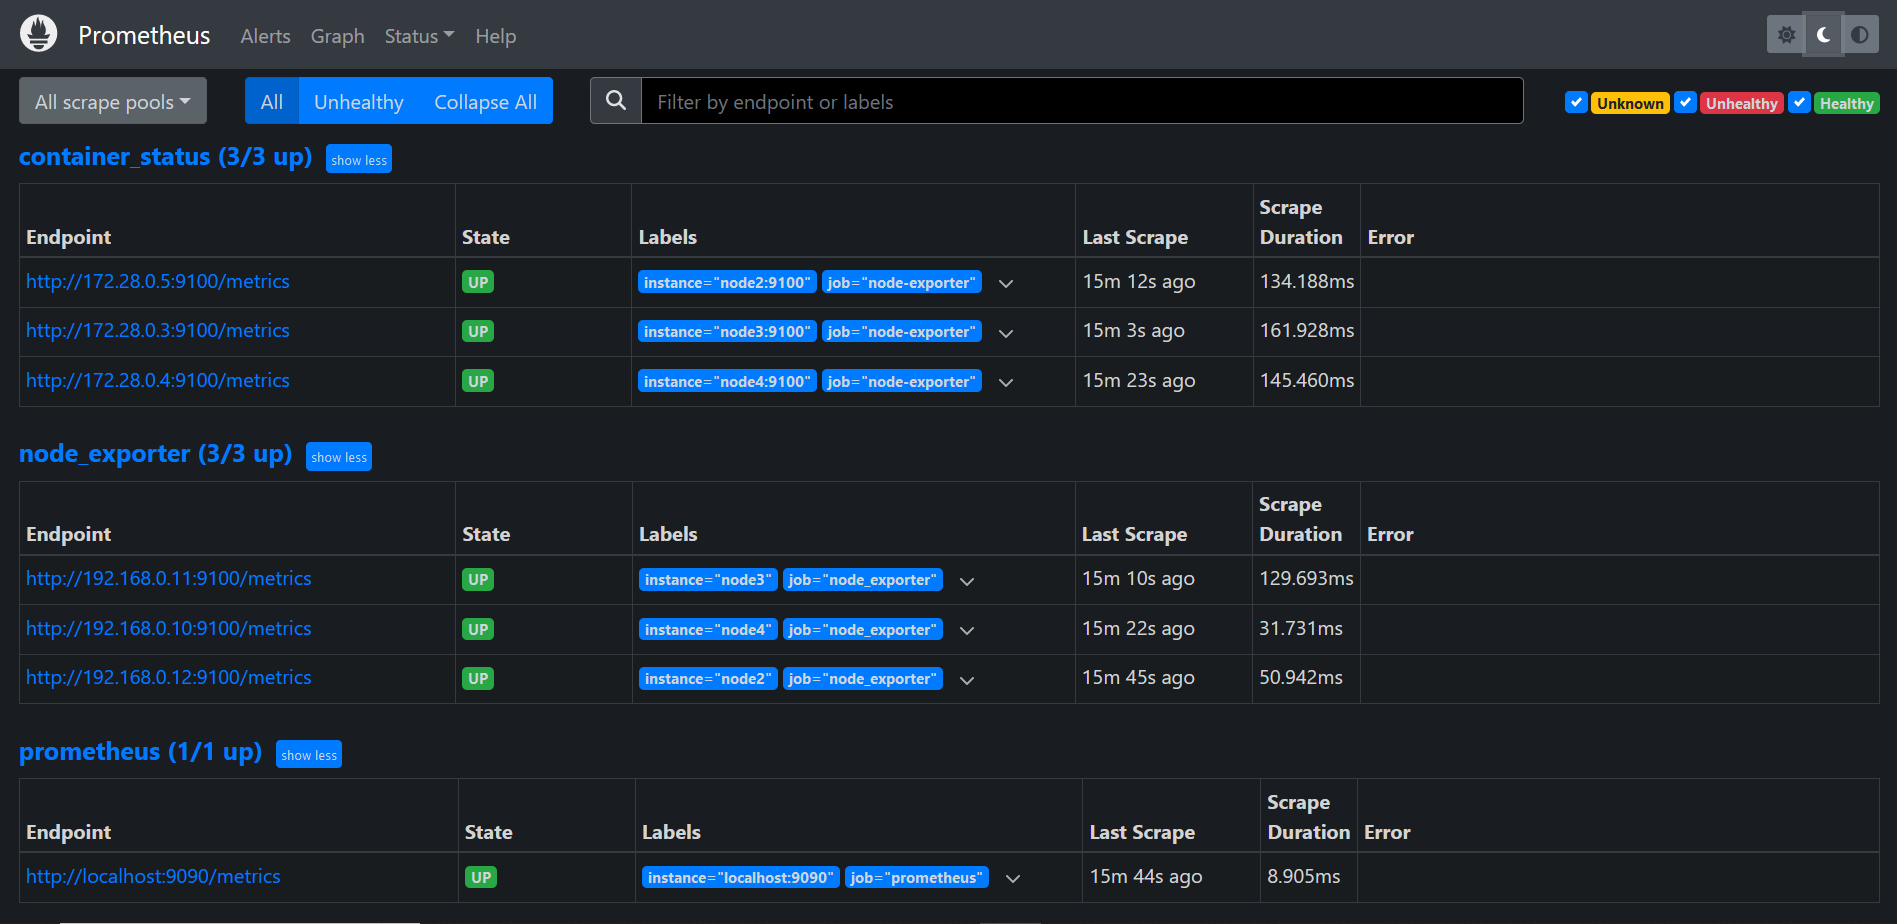 Prometheus Alerts Graph Status Help
All scrape pools All Unhealthy Collapse All Filter by endpoint or labels Unknown Unhealthy Healthy
container_status (3/3 up) show less
Endpoint State Labels Last Scrape Scrape Duration Error
http://172.28.0.5:9100/metrics UP instance="node2:9100" job="node-exporter" 15m 12s ago 134.188ms
http://172.28.0.3:9100/metrics UP instance="node3:9100" job="node-exporter" 15m 3s ago 161.928ms
http://172.28.0.4:9100/metrics UP instance="node4:9100" job="node-exporter" 15m 23s ago 145.460ms
node_exporter (3/3 up) show less
Endpoint State Labels Last Scrape Scrape Duration Error
http://192.168.0.11:9100/metrics UP instance="node3" job="node_exporter" 15m 10s ago 129.693ms
http://192.168.0.10:9100/metrics UP instance="node4" job="node_exporter" 15m 22s ago 31.731ms
http://192.168.0.12:9100/metrics UP instance="node2" job="node_exporter" 15m 45s ago 50.942ms
prometheus (1/1 up) show less
Endpoint State Labels Last Scrape Scrape Duration Error
http://localhost:9090/metrics UP instance="localhost:9090" job="prometheus" 15m 44s ago 8.905ms